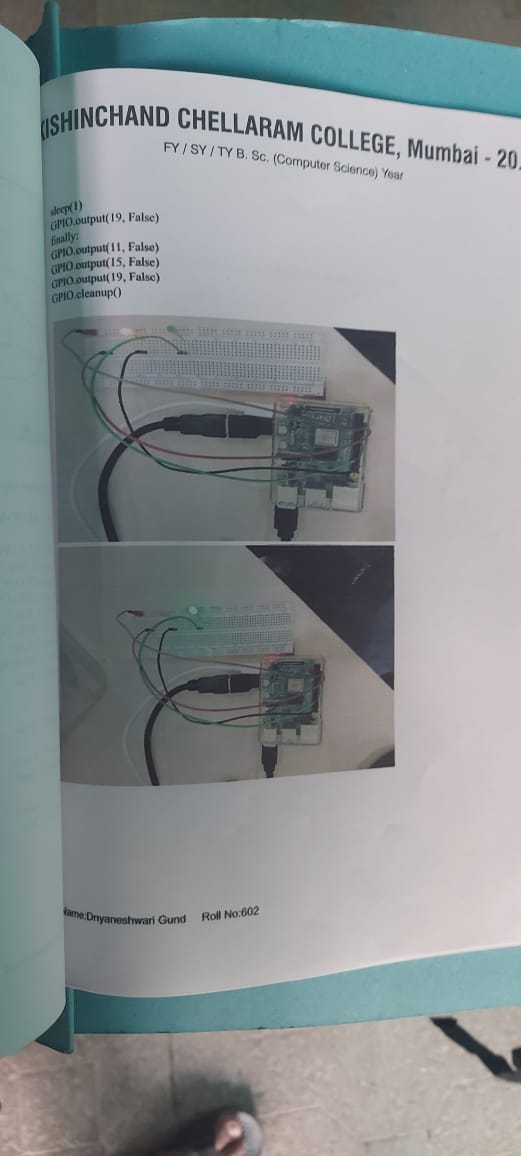 KISHINCHAND CHELLARAM COLLEGE, Mumbai - 20.
FY / SY / TY B. Sc. (Computer Science) Year
sleep(1)
GPIO.output(19, False)
finally:
GPIO.output(11, False)
GPIO.output(15, False)
GPIO.output(19, False)
GPIO.cleanup()
Name:Dnyaneshwari Gund Roll No:602